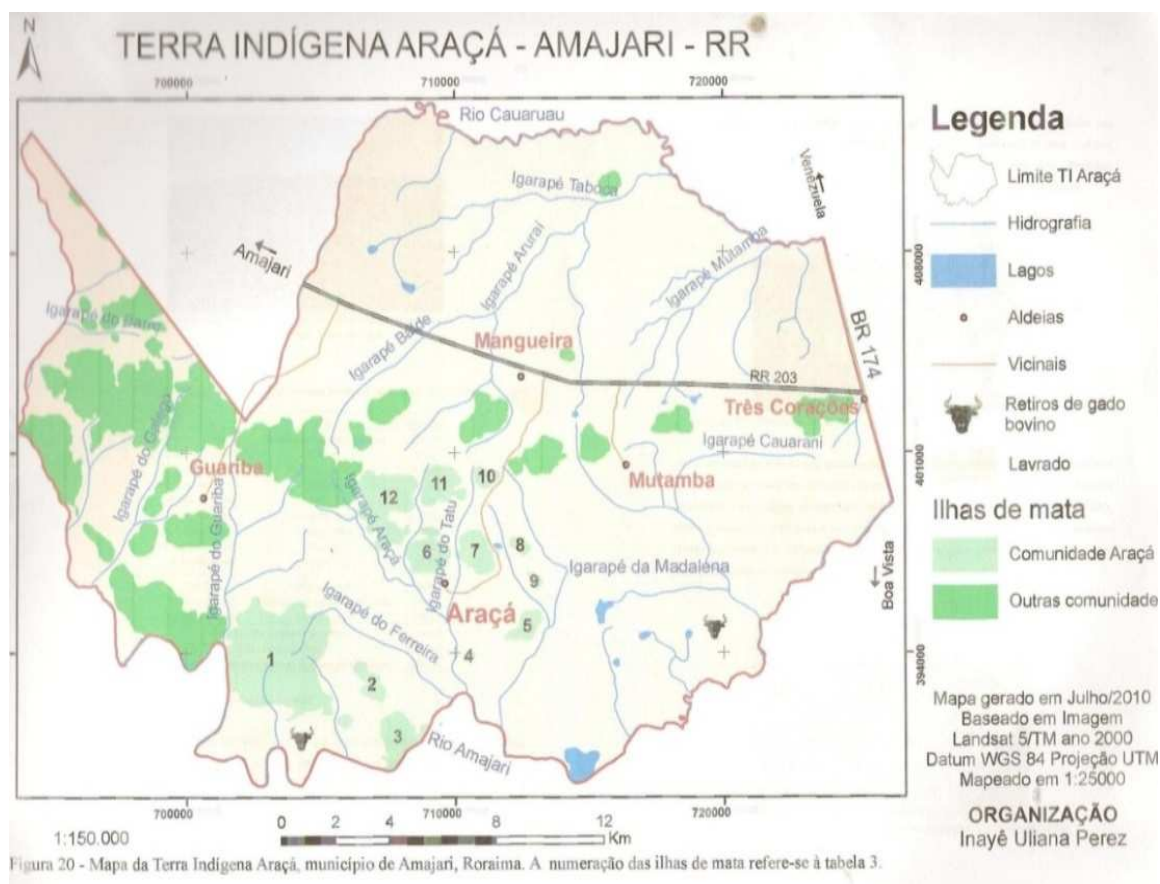 N
TERRA INDÍGENA ARAÇÁ - AMAJARI - RR
700000
710000
720000
Rio Cauaruau
Igarapé Taboca
Venezuela
Amajari
Igarapé Arurai
Igarapé Mutamba
408000
Igarapé do Barro
Igarapé Balde
Mangueira
BR 174
RR 203
Três Corações
Igarapé Cauarani
Guariba
401000
Mutamba
10
11
12
Igarapé Araçá
Igarapé do Tatu
Igarapé do Guariba
6
7
8
9
Igarapé da Madalena
Boa Vista
Araçá
Igarapé do Ferreira
5
4
394000
1
2
3
Rio Amajari
700000
710000
720000
1:150.000
0 2 4 8 12
Km
Legenda
Limite TI Araçá
Hidrografia
Lagos
Aldeias
Vicinais
Retiros de gado
bovino
Lavrado
Ilhas de mata
Comunidade Araçá
Outras comunidade
Mapa gerado em Julho/2010
Baseado em Imagem
Landsat 5/TM ano 2000
Datum WGS 84 Projeção UTM
Mapeado em 1:25000
ORGANIZAÇÃO
Inayê Uliana Perez
Figura 20 - Mapa da Terra Indígena Araçá, município de Amajari, Roraima. A numeração das ilhas de mata refere-se à tabela 3.